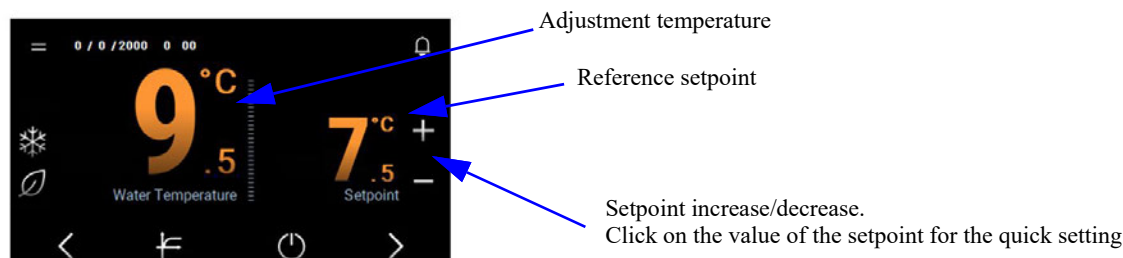 Adjustment temperature
0 / 0 /2000 0 00
Reference setpoint
9 °C
.5
Water Temperature
7 °C
.5
+
−
Setpoint
Setpoint increase/decrease.
Click on the value of the setpoint for the quick setting